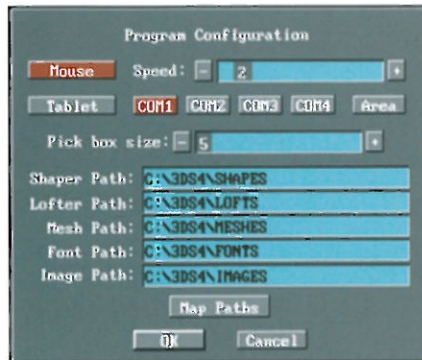 Program Configuration
Mouse Speed: - 2 +
Tablet COM1 COM2 COM3 COM4 Area
Pick box size: - 5 +
Shaper Path: C:\3DS4\SHAPES
Lofter Path: C:\3DS4\LOFTS
Mesh Path: C:\3DS4\MESHES
Font Path: C:\3DS4\FONTS
Image Path: C:\3DS4\IMAGES
Map Paths
OK Cancel